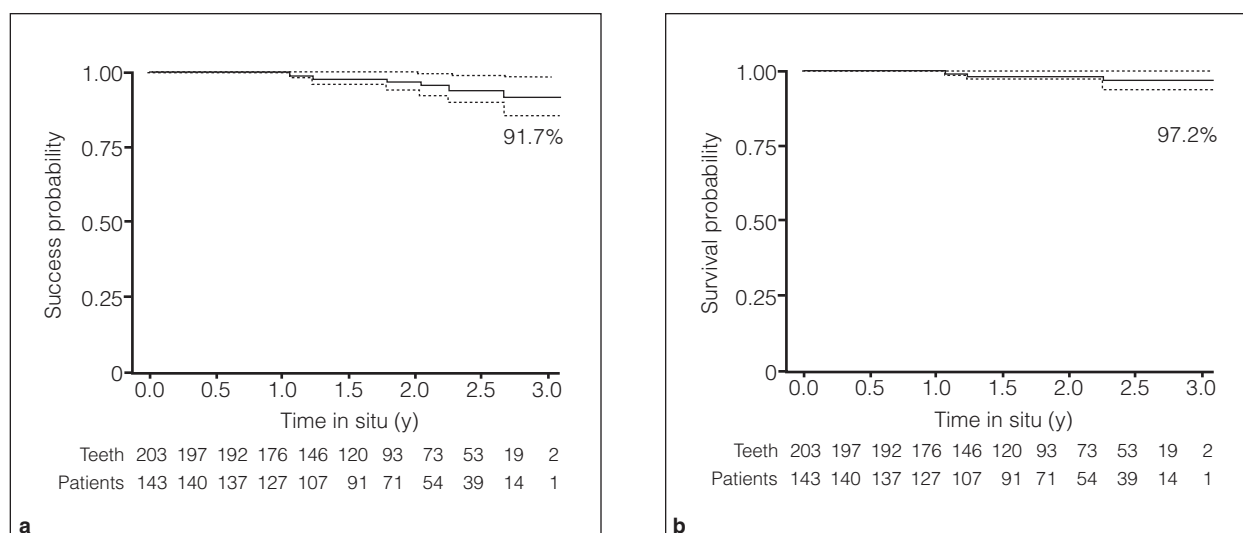 1.00
0.75
0.50
0.25
0
Success probability
91.7%
0.0 0.5 1.0 1.5 2.0 2.5 3.0
Time in situ (y)
Teeth 203 197 192 176 146 120 93 73 53 19 2
Patients 143 140 137 127 107 91 71 54 39 14 1
a
1.00
0.75
0.50
0.25
0
Survival probability
97.2%
0.0 0.5 1.0 1.5 2.0 2.5 3.0
Time in situ (y)
Teeth 203 197 192 176 146 120 93 73 53 19 2
Patients 143 140 137 127 107 91 71 54 39 14 1
b